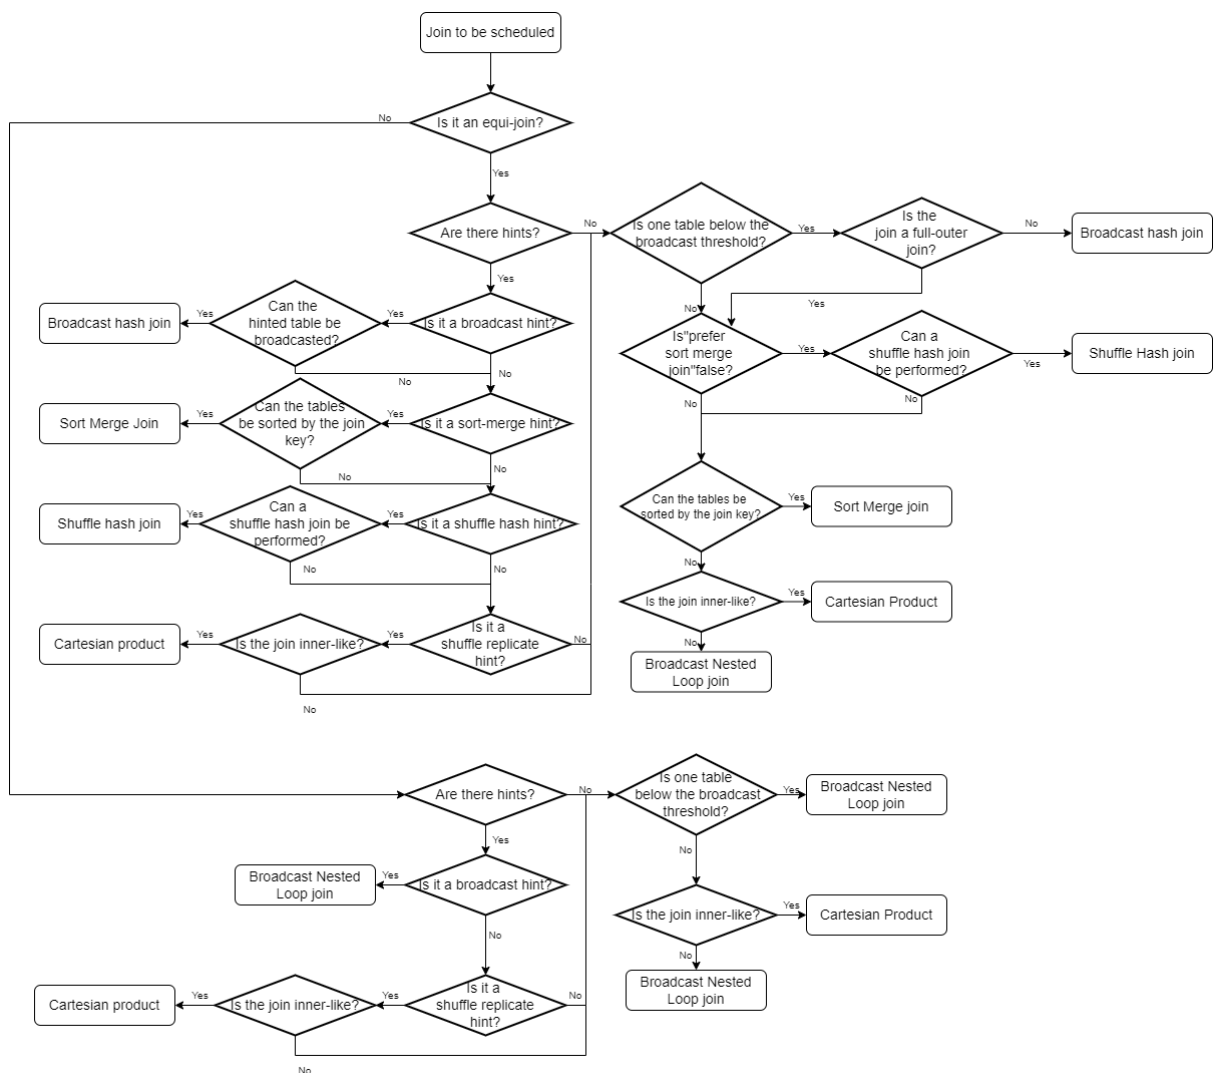 Join to be scheduled
No
Is it an equi-join?
Yes
Are there hints?
No
Is one table below the
broadcast threshold?
Yes
Is the
join a full-outer
join?
No
Broadcast hash join
Yes
Yes
Broadcast hash join
Yes
Can the
hinted table be
broadcasted?
Yes
Is it a broadcast hint?
No
No
No
Is"prefer
sort merge
join"false?
Yes
Can a
shuffle hash join
be performed?
Yes
Shuffle Hash join
No
No
Sort Merge Join
Yes
Can the tables
be sorted by the join
key?
Yes
Is it a sort-merge hint?
No
No
Shuffle hash join
Yes
Can a
shuffle hash join be
performed?
Yes
Is it a shuffle hash hint?
No
No
Can the tables be
sorted by the join key?
Yes
Sort Merge join
No
Is the join inner-like?
Yes
Cartesian Product
No
Broadcast Nested
Loop join
Cartesian product
Yes
Is the join inner-like?
Yes
Is it a
shuffle replicate
hint?
No
No
Are there hints?
No
Is one table
below the broadcast
threshold?
Yes
Broadcast Nested
Loop join
Yes
No
Broadcast Nested
Loop join
Yes
Is it a broadcast hint?
No
Is the join inner-like?
Yes
Cartesian Product
No
Broadcast Nested
Loop join
Cartesian product
Yes
Is the join inner-like?
Yes
Is it a
shuffle replicate
hint?
No
No